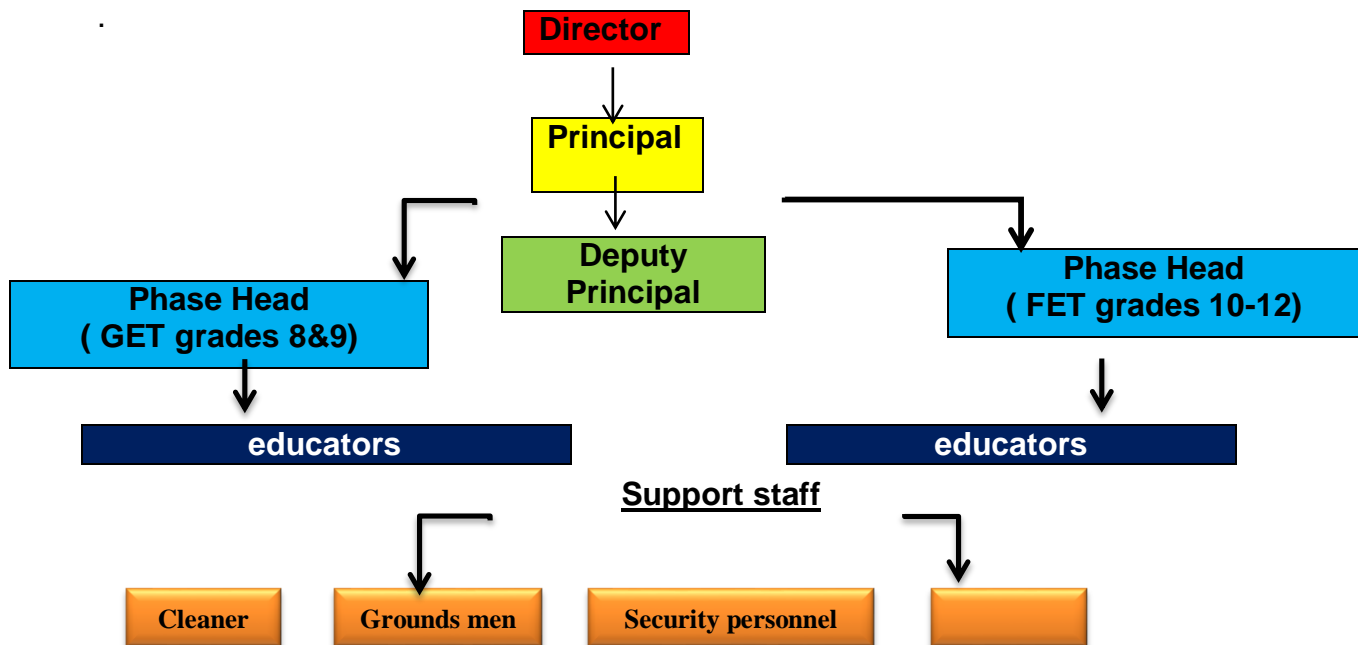 .
Director
Principal
Deputy
Principal
Phase Head
( GET grades 8&9)
Phase Head
( FET grades 10-12)
educators
educators
Support staff
Cleaner
Grounds men
Security personnel